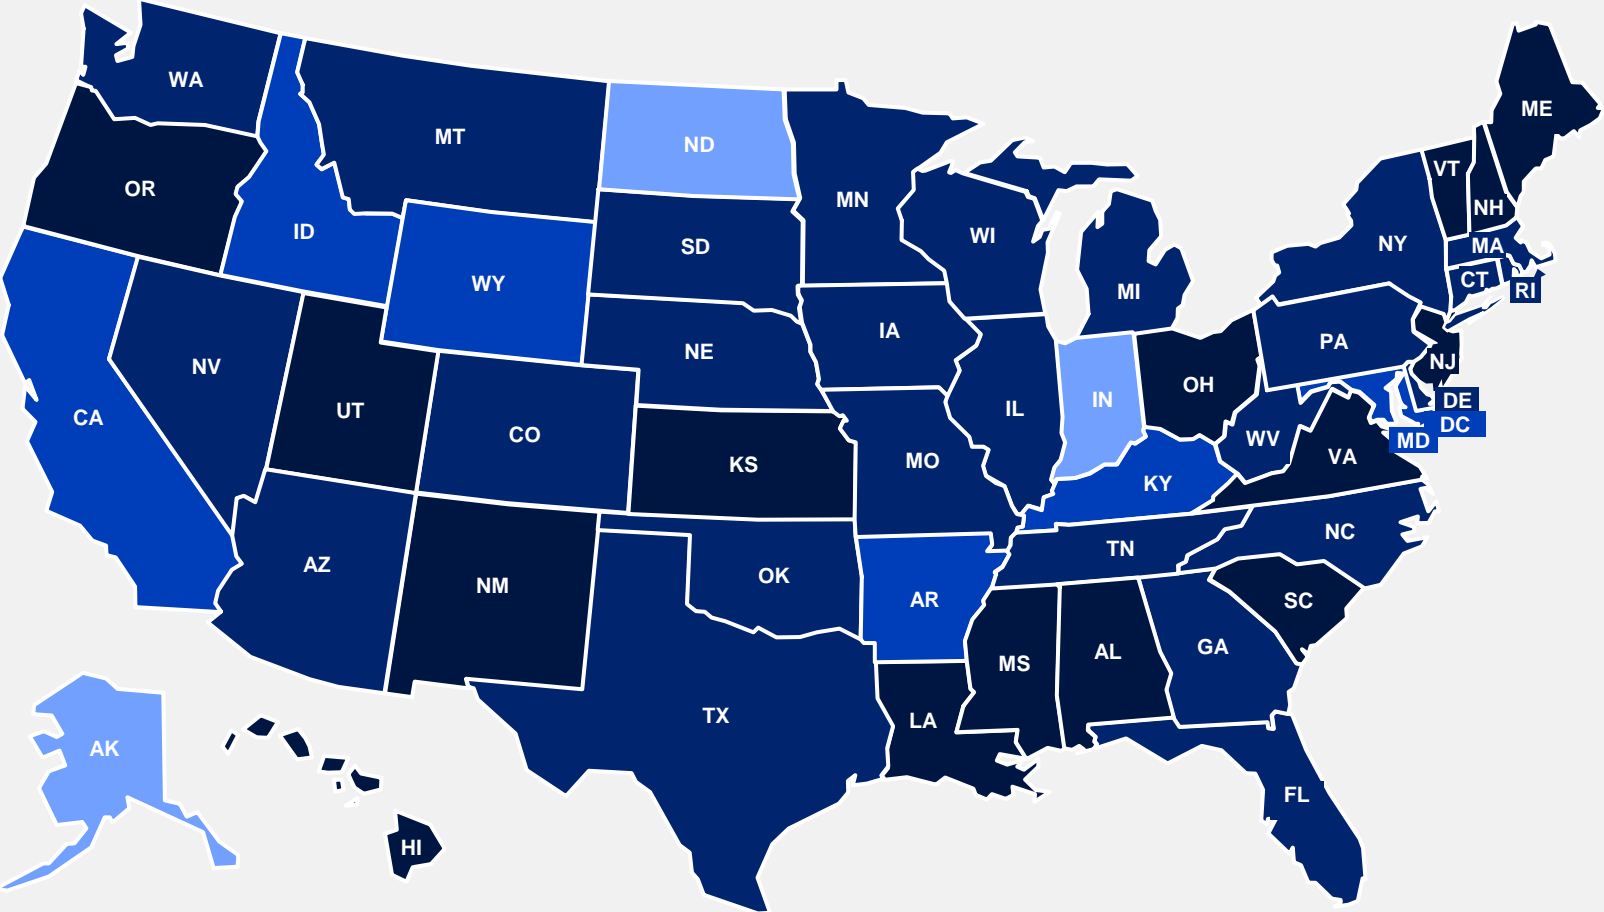 WA
MT
ND
ME
OR
ID
MN
VT
NH
SD
WI
NY
MA
WY
MI
CT
RI
IA
PA
NV
NE
OH
NJ
UT
IN
DE
CA
CO
IL
WV
DC
MD
KS
MO
VA
KY
AZ
NC
TN
OK
NM
AR
SC
MS
AL
GA
TX
LA
AK
FL
HI